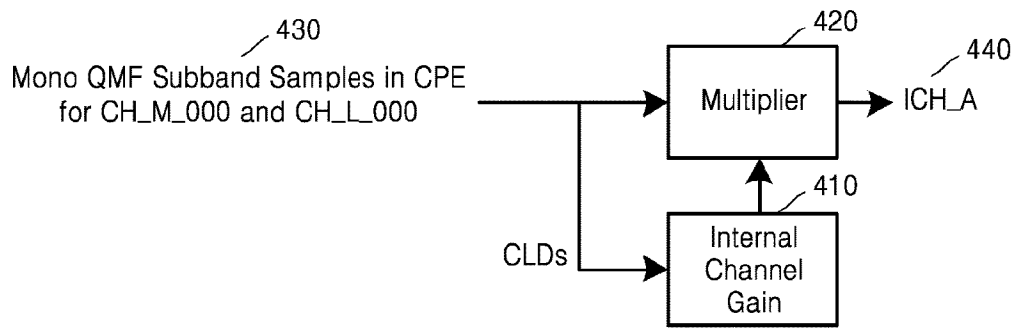 430
Mono QMF Subband Samples in CPE
for CH_M_000 and CH_L_000
420
Multiplier
440
ICH_A
410
Internal
Channel
Gain
CLDs